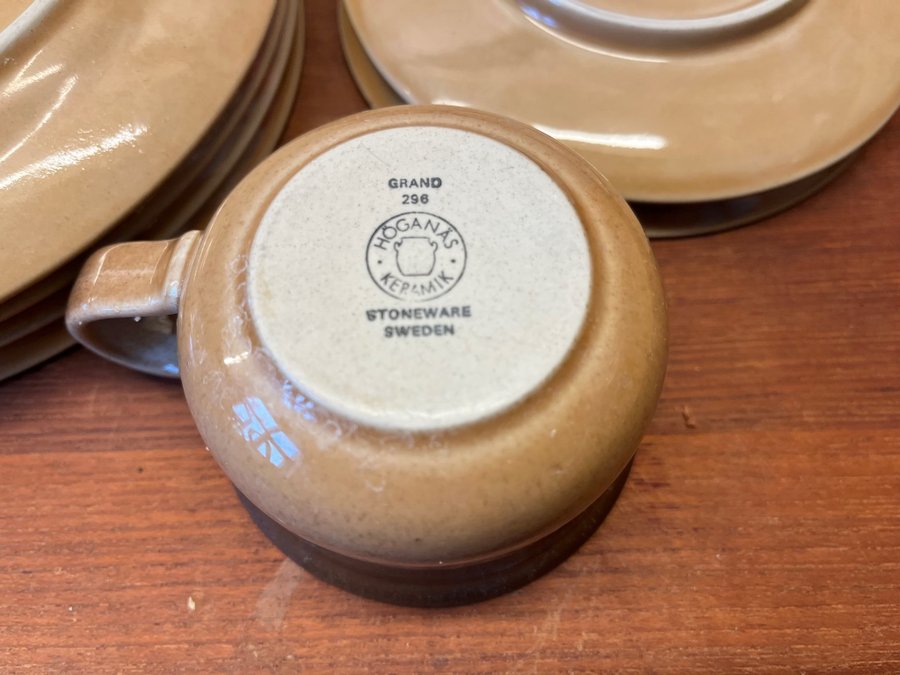 GRAND
296
HÖGANÄS
KERAMIK
STONEWARE
SWEDEN